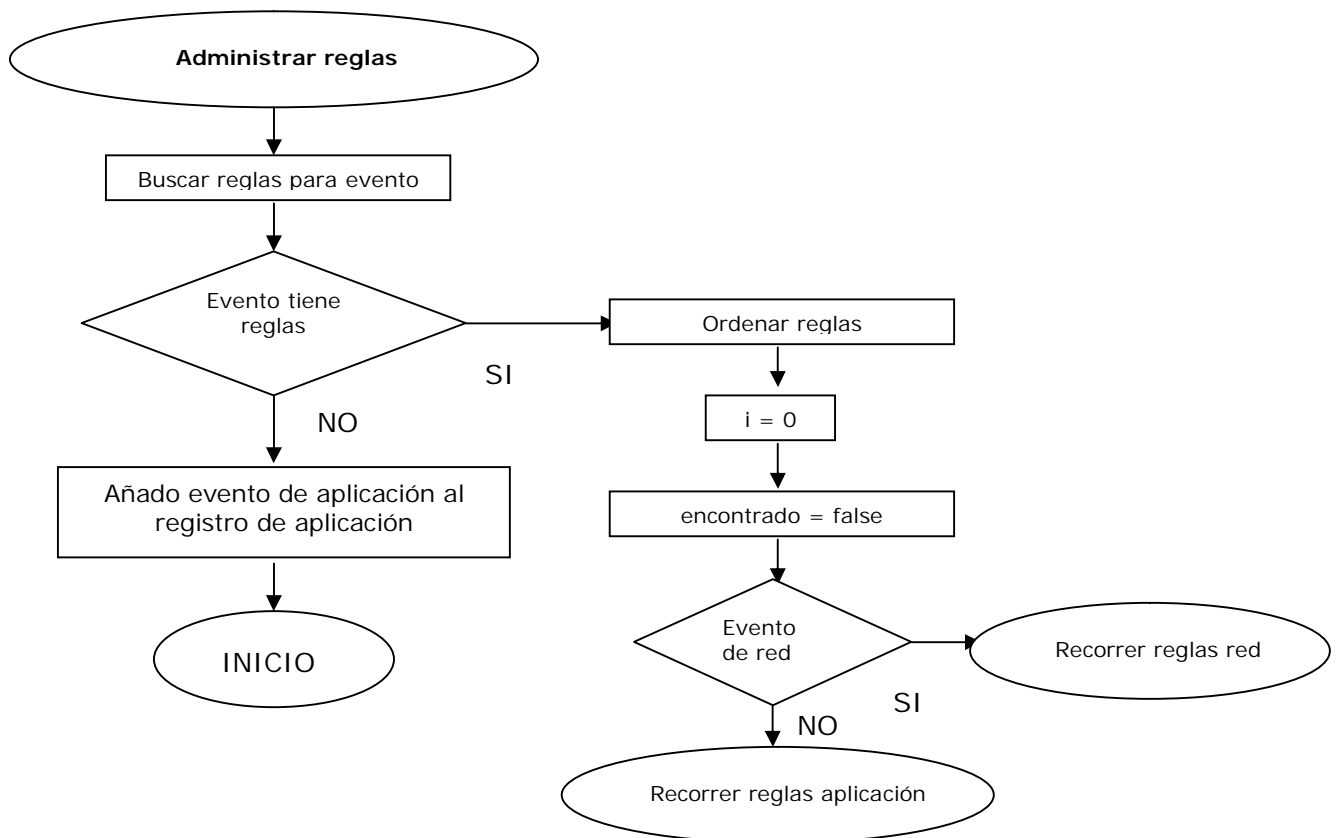 Administrar reglas
Buscar reglas para evento
Evento tiene
reglas
SI
Ordenar reglas
i = 0
NO
Añado evento de aplicación al
registro de aplicación
encontrado = false
INICIO
Evento
de red
SI
Recorrer reglas red
NO
Recorrer reglas aplicación